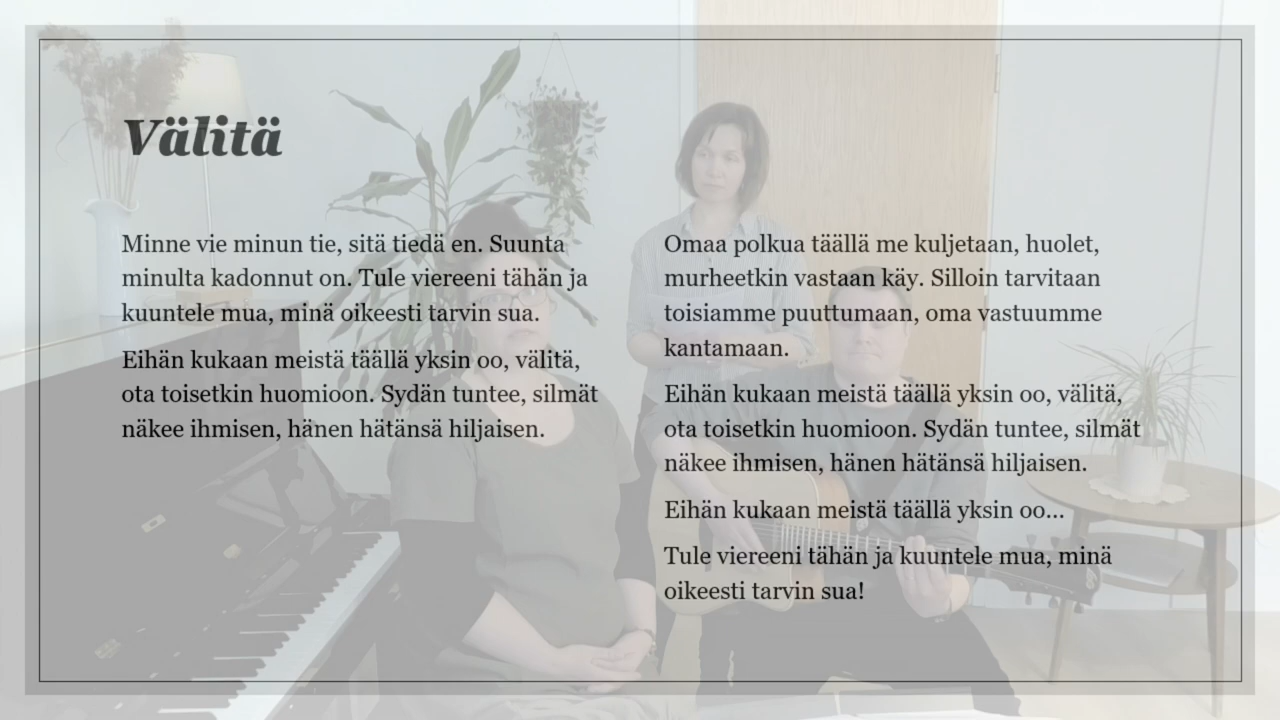 Välitä
Minne vie minun tie, sitä tiedä en. Suunta
minulta kadonnut on. Tule viereeni tähän ja
kuuntele mua, minä oikeesti tarvin sua.
Eihän kukaan meistä täällä yksin oo, välitä,
ota toisetkin huomioon. Sydän tuntee, silmät
näkee ihmisen, hänen hätänsä hiljaisen.
Omaa polkua täällä me kuljetaan, huolet,
murheetkin vastaan käy. Silloin tarvitaan
toisiamme puuttumaan, oma vastuumme
kantamaan.
Eihän kukaan meistä täällä yksin oo, välitä,
ota toisetkin huomioon. Sydän tuntee, silmät
näkee ihmisen, hänen hätänsä hiljaisen.
Eihän kukaan meistä täällä yksin oo...
Tule viereeni tähän ja kuuntele mua, minä
oikeesti tarvin sua!